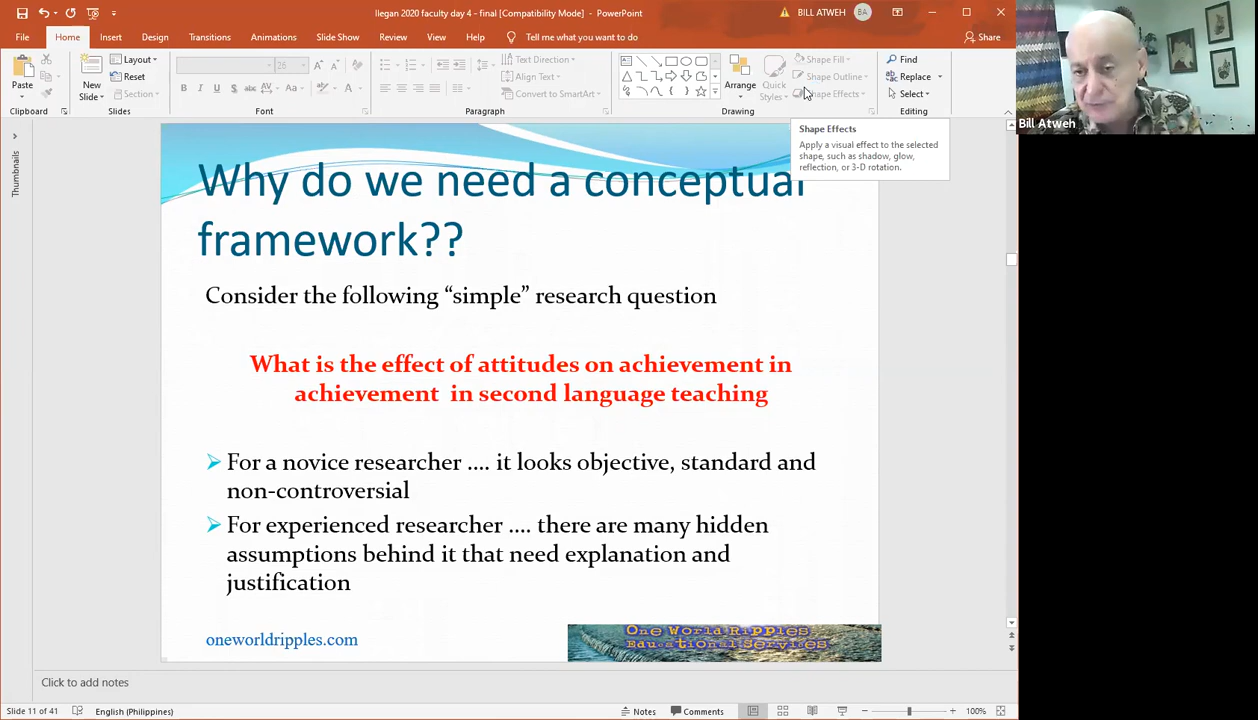 Ilegan 2020 faculty day 4 - final [Compatibility Mode] - PowerPoint
BILL ATWEH
BA
File Home Insert Design Transitions Animations Slide Show Review View Help Tell me what you want to do Share
Paste
Clipboard
New Slide
Layout
Reset
Section
Slides
26
B I U S abc AV Aa A
Font
Text Direction
Align Text
Convert to SmartArt
Paragraph
Arrange
Quick Styles
Shape Fill
Shape Outline
Shape Effects
Drawing
Find
Replace
Select
Editing
Bill Atweh
Shape Effects
Apply a visual effect to the selected
shape, such as shadow, glow,
reflection, or 3-D rotation.
Thumbnails
Why do we need a conceptual
framework??
Consider the following “simple” research question
What is the effect of attitudes on achievement in
achievement in second language teaching
For a novice researcher .... it looks objective, standard and
non-controversial
For experienced researcher .... there are many hidden
assumptions behind it that need explanation and
justification
oneworldripples.com
One World Ripples
Educational Services
Click to add notes
Slide 11 of 41 English (Philippines) Notes Comments 100%